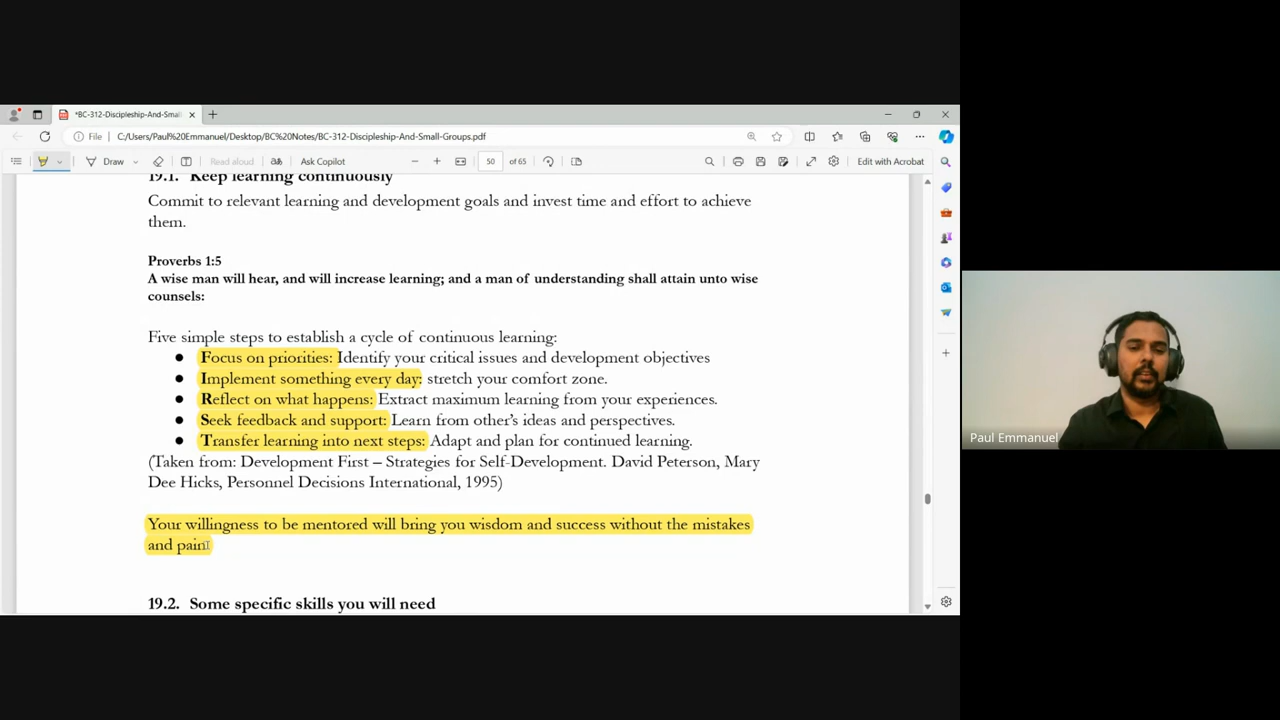 *BC-312-Discipleship-And-Smal
File
C:/Users/Paul%20Emmanuel/Desktop/BC%20Notes/BC-312-Discipleship-And-Small-Groups.pdf
Draw
Read aloud
Ask Copilot
50 of 65
Edit with Acrobat
19.1. Keep learning continuously
Commit to relevant learning and development goals and invest time and effort to achieve
them.
Proverbs 1:5
A wise man will hear, and will increase learning; and a man of understanding shall attain unto wise
counsels:
Five simple steps to establish a cycle of continuous learning:
● Focus on priorities: Identify your critical issues and development objectives
● Implement something every day: stretch your comfort zone.
● Reflect on what happens: Extract maximum learning from your experiences.
● Seek feedback and support: Learn from other's ideas and perspectives.
● Transfer learning into next steps: Adapt and plan for continued learning.
(Taken from: Development First – Strategies for Self-Development. David Peterson, Mary
Dee Hicks, Personnel Decisions International, 1995)
Your willingness to be mentored will bring you wisdom and success without the mistakes
and pain.
19.2. Some specific skills you will need
Paul Emmanuel